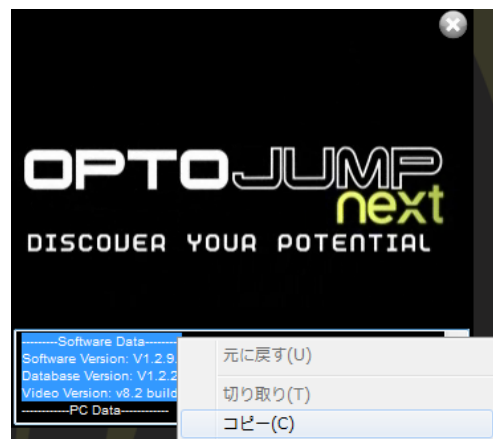 OPTOJUMP
next
DISCOVER YOUR POTENTIAL
--------Software Data--------
Software Version: V1.2.9.
Database Version: V1.2.2
Video Version: v8.2 build
-----------PC Data-----------
元に戻す(U)
切り取り(T)
コピー(C)